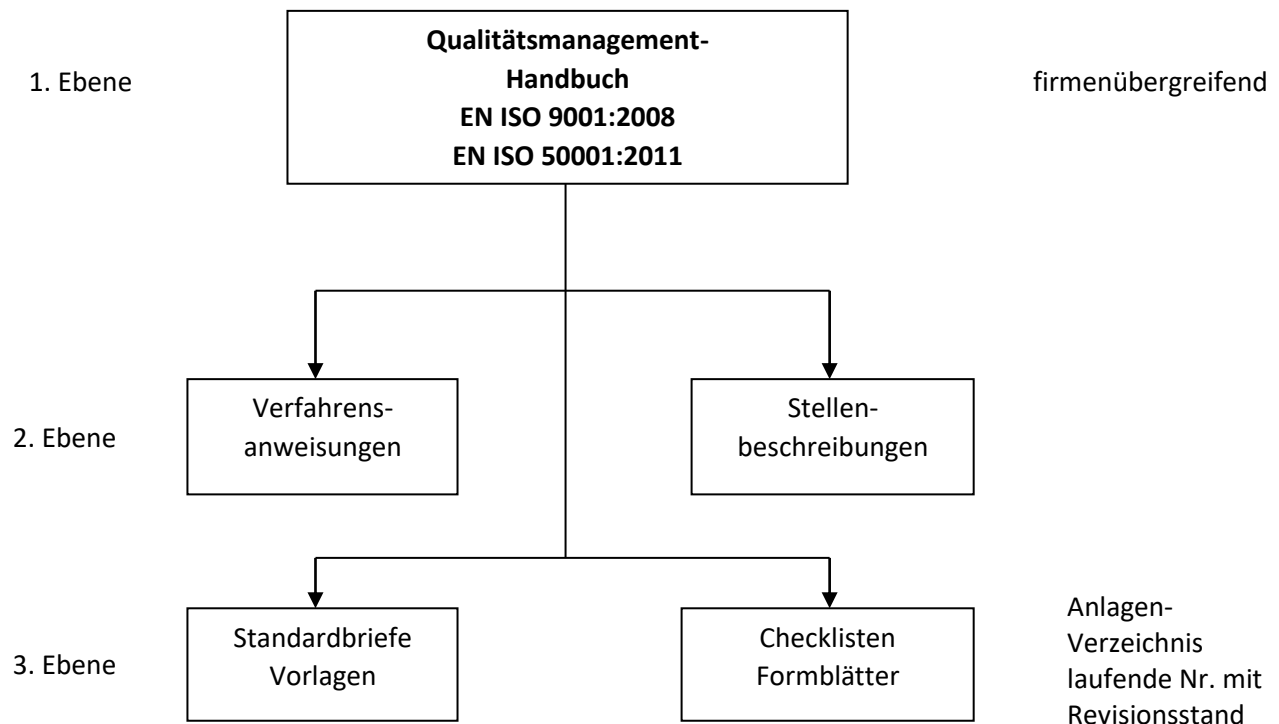 Qualitätsmanagement-
Handbuch
EN ISO 9001:2008
EN ISO 50001:2011
1. Ebene
firmenübergreifend
2. Ebene
Verfahrens-
anweisungen
Stellen-
beschreibungen
3. Ebene
Standardbriefe
Vorlagen
Checklisten
Formblätter
Anlagen-
Verzeichnis
laufende Nr. mit
Revisionsstand